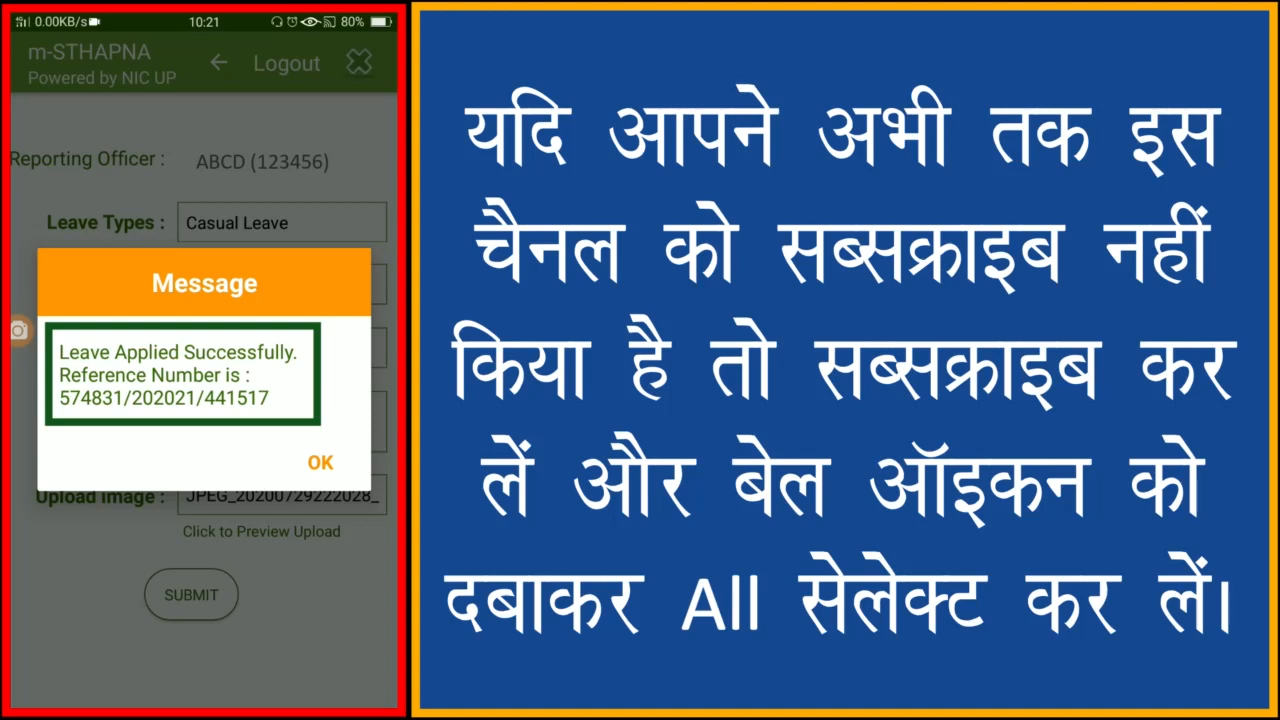 0.00KB/s 10:21 80%
m-STHAPNA
Powered by NIC UP
Logout
Reporting Officer : ABCD (123456)
Leave Types : Casual Leave
Message
Leave Applied Successfully.
Reference Number is :
574831/202021/441517
OK
Upload Image : JPEG_20200729222028_
Click to Preview Upload
SUBMIT
यदि आपने अभी तक इस
चैनल को सब्सक्राइब नहीं
किया है तो सब्सक्राइब कर
लें और बेल ऑइकन को
दबाकर All सेलेक्ट कर लें।